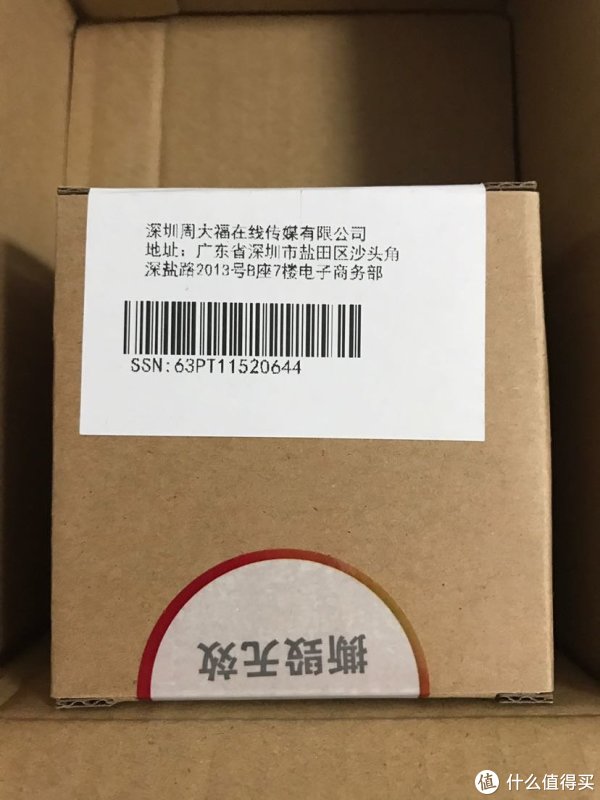 深圳周大福在线传媒有限公司
地址：广东省深圳市盐田区沙头角
深盐路2013号B座7楼电子商务部
SSN:63PT11520644
撕毁无效
值 什么值得买